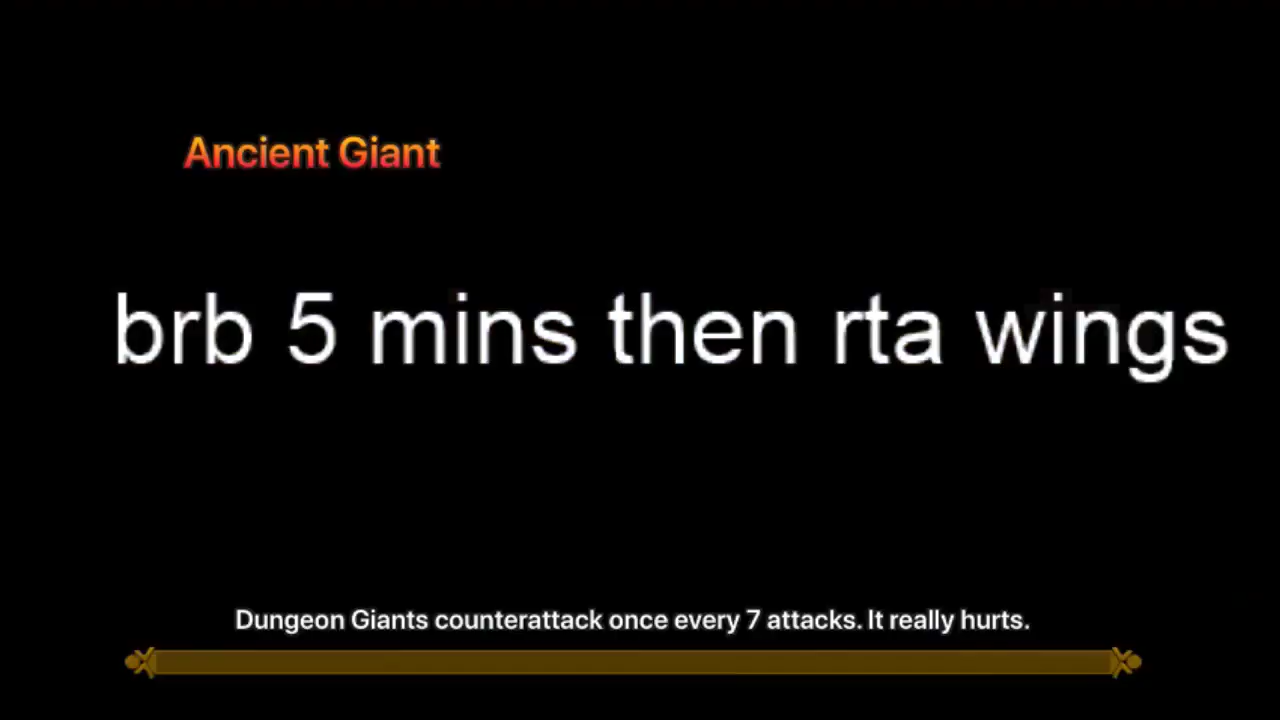 Ancient Giant
brb 5 mins then rta wings
Dungeon Giants counterattack once every 7 attacks. It really hurts.